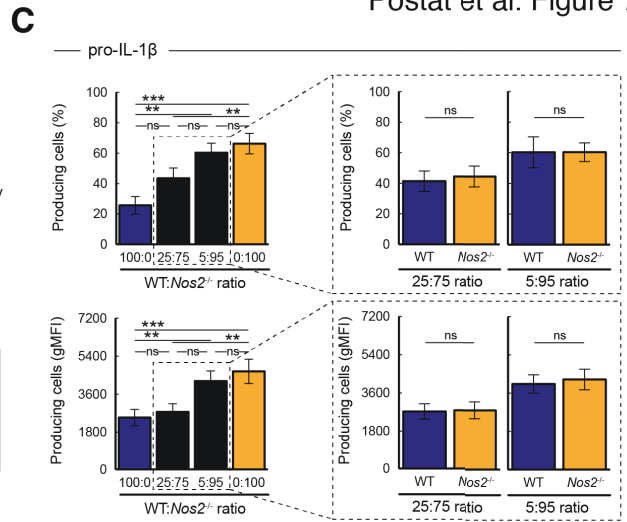 Postat et al. Figure
C
pro-IL-1β
Producing cells (%)
100
80
60
40
20
0
***
** **
ns ns ns
100:0 25:75 5:95 0:100
WT:Nos2-/- ratio
Producing cells (%)
100
80
60
40
20
0
ns ns
WT Nos2-/- WT Nos2-/-
25:75 ratio 5:95 ratio
Producing cells (gMFI)
7200
5400
3600
1800
0
***
** **
ns ns ns
100:0 25:75 5:95 0:100
WT:Nos2-/- ratio
Producing cells (gMFI)
7200
5400
3600
1800
0
ns ns
WT Nos2-/- WT Nos2-/-
25:75 ratio 5:95 ratio